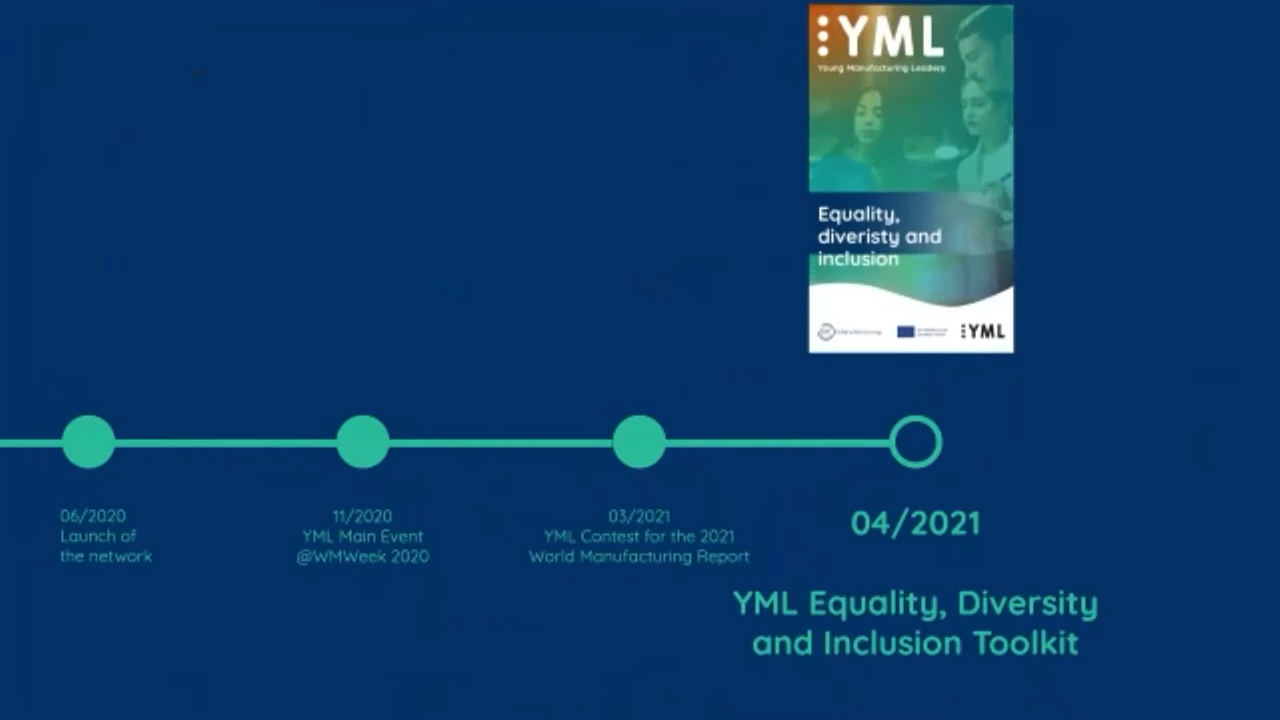 YML
Young Manufacturing Leaders
Equality,
diveristy and
inclusion
YML
06/2020
Launch of
the network
11/2020
YML Main Event
@WMWeek 2020
03/2021
YML Contest for the 2021
World Manufacturing Report
04/2021
YML Equality, Diversity
and Inclusion Toolkit